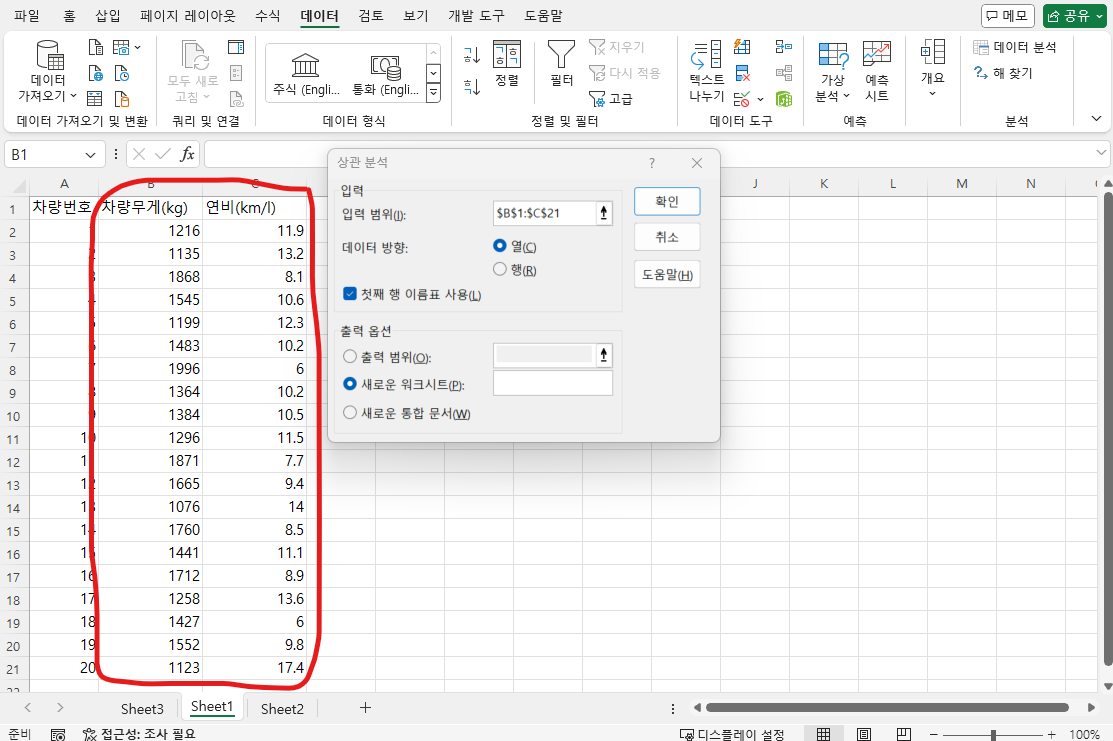 파일 홈 삽입 페이지 레이아웃 수식 데이터 검토 보기 개발 도구 도움말 메모 공유
데이터 가져오기
모두 새로 고침
주식 (Engli... 통화 (Engli...
정렬
필터
지우기
다시 적용
고급
텍스트 나누기
가상 분석
예측 시트
개요
데이터 분석
해 찾기
데이터 가져오기 및 변환 쿼리 및 연결 데이터 형식 정렬 및 필터 데이터 도구 예측 분석
B1 fx
A B C J K L M N
1 차량번호 차량무게(kg) 연비(km/l)
2 1216 11.9
3 2 1135 13.2
4 3 1868 8.1
5 4 1545 10.6
6 5 1199 12.3
7 6 1483 10.2
8 7 1996 6
9 8 1364 10.2
10 9 1384 10.5
11 10 1296 11.5
12 11 1871 7.7
13 12 1665 9.4
14 13 1076 14
15 14 1760 8.5
16 15 1441 11.1
17 16 1712 8.9
18 17 1258 13.6
19 18 1427 6
20 19 1552 9.8
21 20 1123 17.4
22
상관 분석 ?
입력
입력 범위(I): $B$1:$C$21
데이터 방향: 열(C)
행(R)
첫째 행 이름표 사용(L)
출력 옵션
출력 범위(O):
새로운 워크시트(P):
새로운 통합 문서(W)
확인
취소
도움말(H)
Sheet3 Sheet1 Sheet2
준비 접근성: 조사 필요 디스플레이 설정 100%